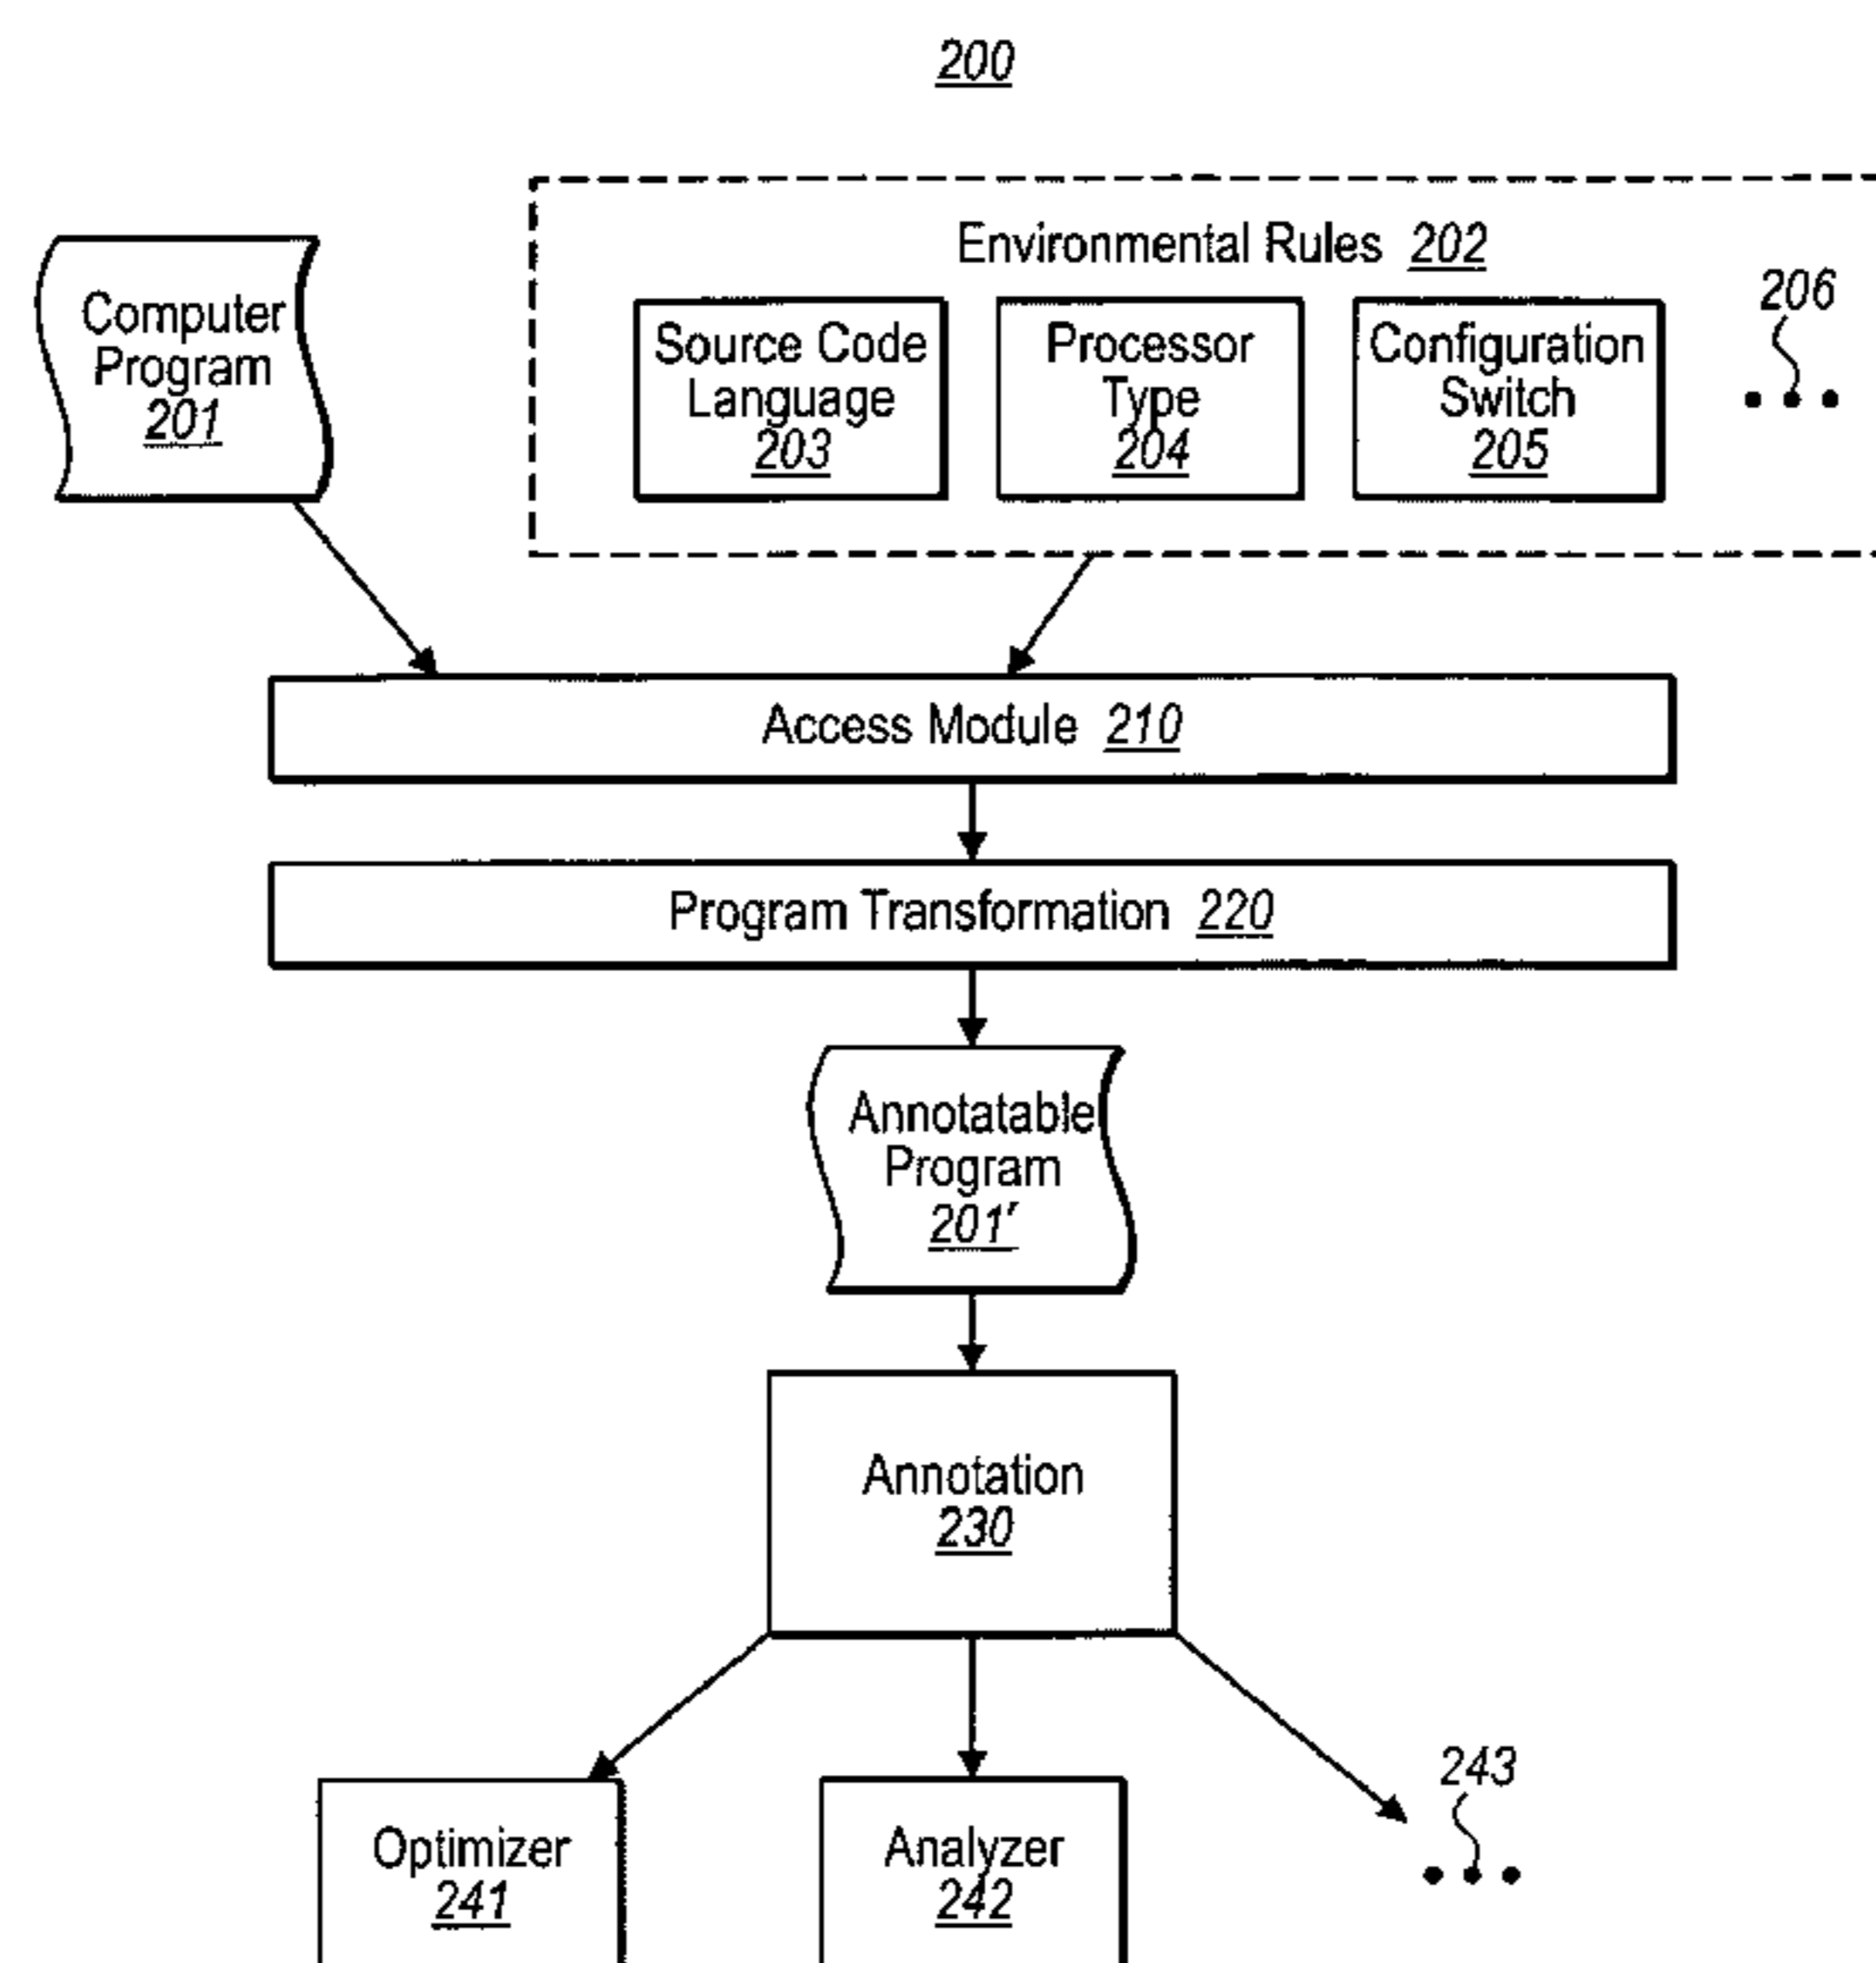 200
Environmental Rules 202
206
Computer
Program
201
Source Code
Language
203
Processor
Type
204
Configuration
Switch
205
Access Module 210
Program Transformation 220
Annotatable
Program
201'
Annotation
230
243
Optimizer
241
Analyzer
242